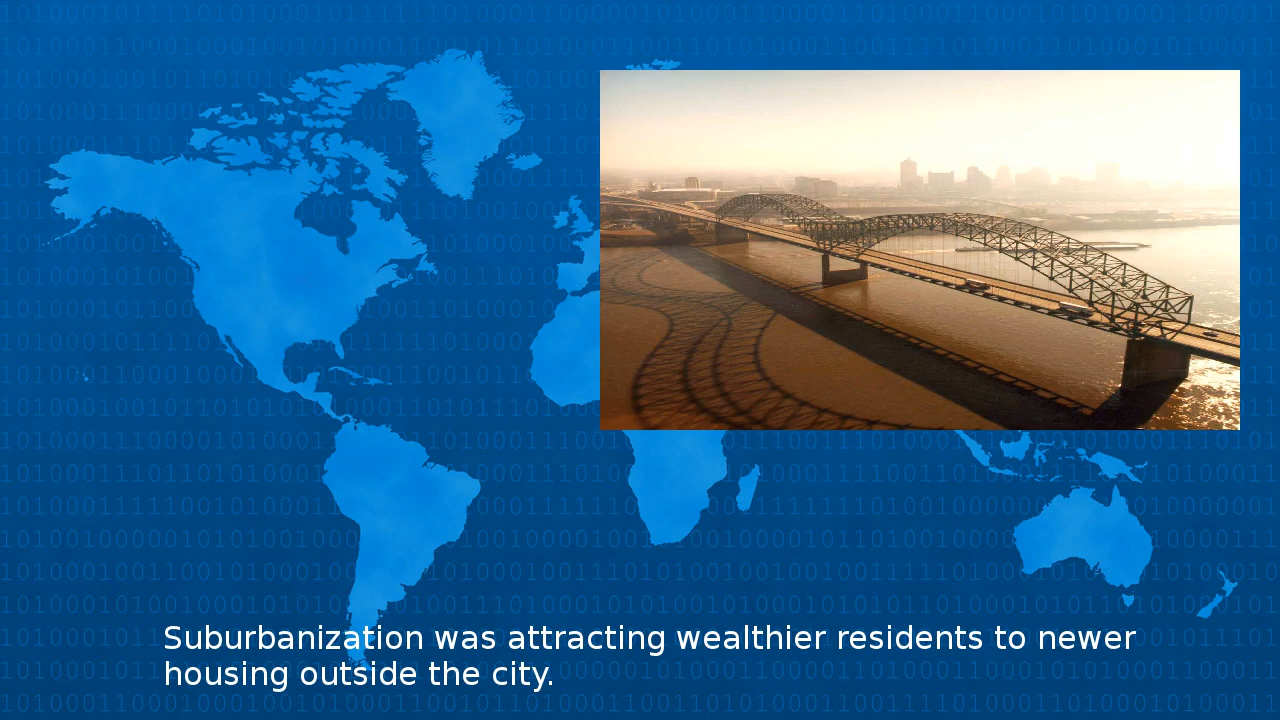 Suburbanization was attracting wealthier residents to newer
housing outside the city.